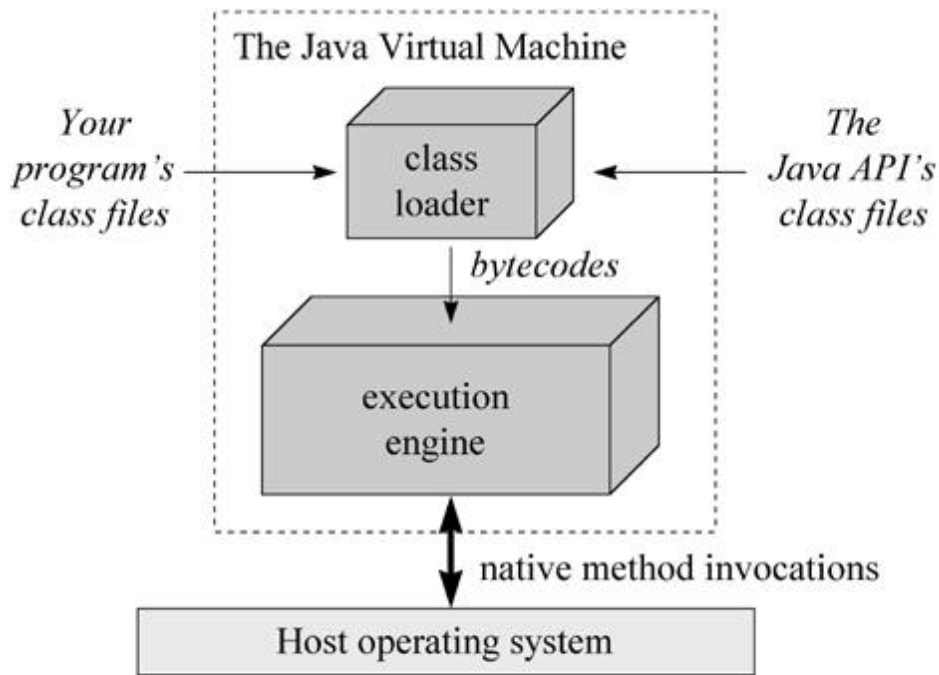 The Java Virtual Machine
Your
program's
class files
class
loader
The
Java API's
class files
bytecodes
execution
engine
native method invocations
Host operating system